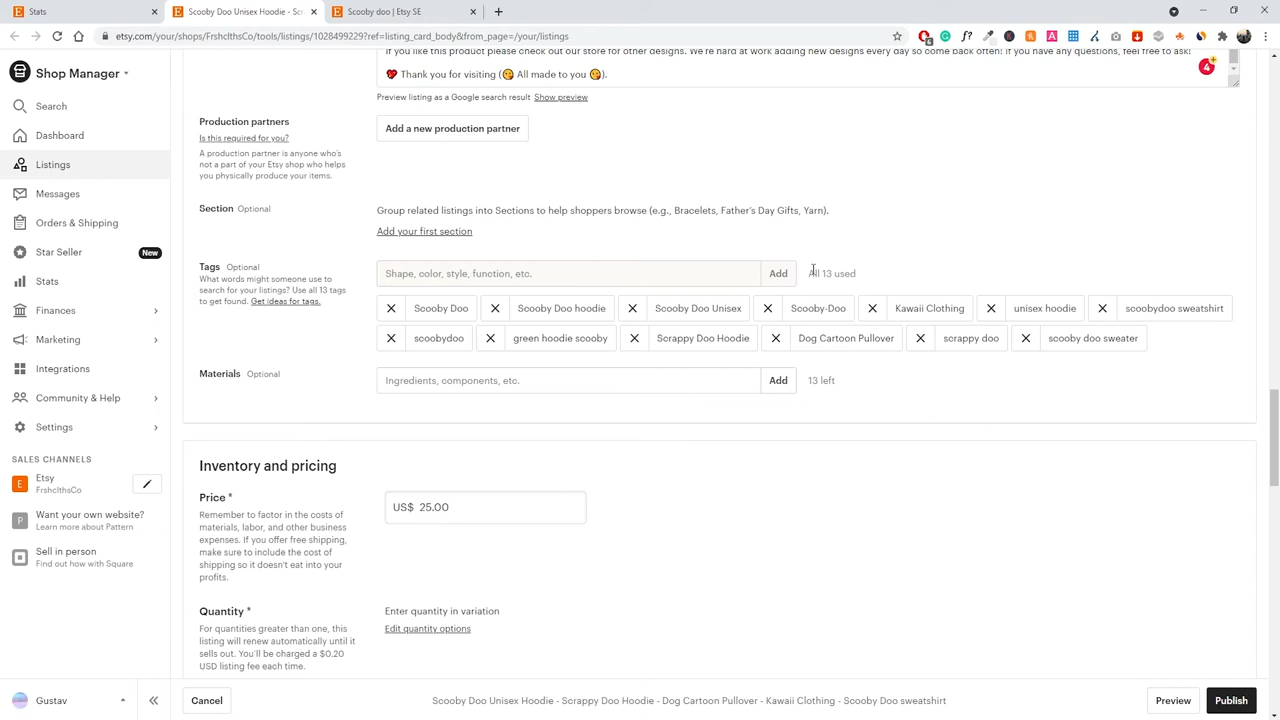 Stats
Scooby Doo Unisex Hoodie - Scr
Scooby doo | Etsy SE
etsy.com/your/shops/FrshclthsCo/tools/listings/1028499229?ref=listing_card_body&from_page=/your/listings
Shop Manager
Search
Dashboard
Listings
Messages
Orders & Shipping
Star Seller
New
Stats
Finances
Marketing
Integrations
Community & Help
Settings
SALES CHANNELS
Etsy
FrshclthsCo
Want your own website?
Learn more about Pattern
P
Sell in person
Find out how with Square
Gustav
If you like this product please check out our store for other designs. We're hard at work adding new designs every day so come back often! If you have any questions, feel free to ask!
💖 Thank you for visiting (😘 All made to you 😘).
4
Preview listing as a Google search result Show preview
Production partners
Is this required for you?
A production partner is anyone who's
not a part of your Etsy shop who helps
you physically produce your items.
Add a new production partner
Section Optional
Group related listings into Sections to help shoppers browse (e.g., Bracelets, Father's Day Gifts, Yarn).
Add your first section
Tags Optional
What words might someone use to
search for your listings? Use all 13 tags
to get found. Get ideas for tags.
Shape, color, style, function, etc.
Add
All 13 used
Scooby Doo
Scooby Doo hoodie
Scooby Doo Unisex
Scooby-Doo
Kawaii Clothing
unisex hoodie
scoobydoo sweatshirt
scoobydoo
green hoodie scooby
Scrappy Doo Hoodie
Dog Cartoon Pullover
scrappy doo
scooby doo sweater
Materials Optional
Ingredients, components, etc.
Add
13 left
Inventory and pricing
Price *
Remember to factor in the costs of
materials, labor, and other business
expenses. If you offer free shipping,
make sure to include the cost of
shipping so it doesn't eat into your
profits.
US$ 25.00
Quantity *
For quantities greater than one, this
listing will renew automatically until it
sells out. You'll be charged a $0.20
USD listing fee each time.
Enter quantity in variation
Edit quantity options
Cancel
Scooby Doo Unisex Hoodie - Scrappy Doo Hoodie - Dog Cartoon Pullover - Kawaii Clothing - Scooby Doo sweatshirt
Preview
Publish